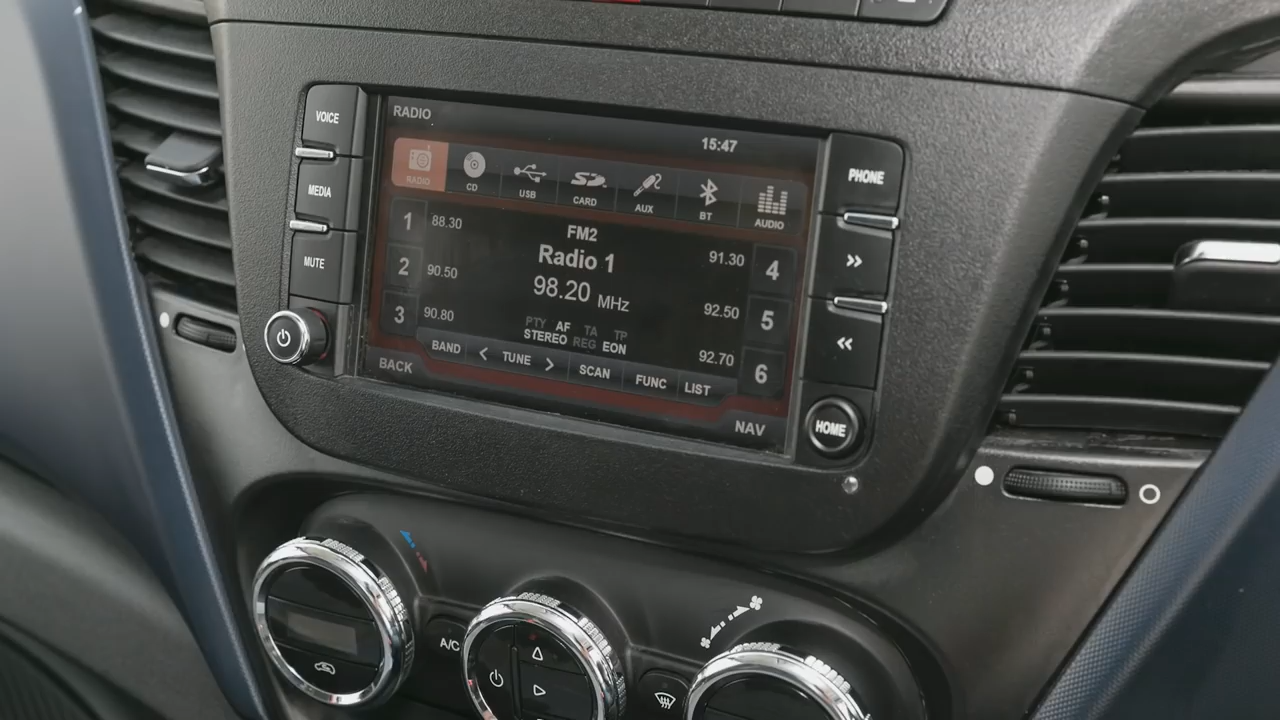 VOICE
MEDIA
MUTE
RADIO
15:47
RADIO
CD
USB
SD
CARD
AUX
BT
AUDIO
1 88.30
2 90.50
3 90.80
FM2
Radio 1
98.20 MHz
PTY AF TA TP
STEREO REG EON
91.30 4
92.50 5
92.70 6
BAND < TUNE > SCAN FUNC LIST
BACK
NAV
PHONE
>>
<<
HOME
A/C